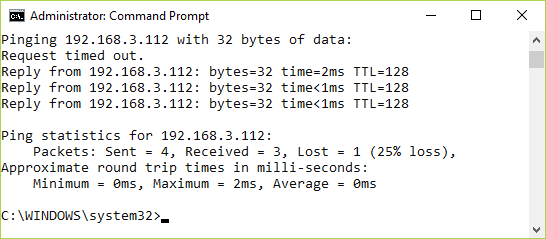 Administrator: Command Prompt
Pinging 192.168.3.112 with 32 bytes of data:
Request timed out.
Reply from 192.168.3.112: bytes=32 time=2ms TTL=128
Reply from 192.168.3.112: bytes=32 time<1ms TTL=128
Reply from 192.168.3.112: bytes=32 time<1ms TTL=128
Ping statistics for 192.168.3.112:
Packets: Sent = 4, Received = 3, Lost = 1 (25% loss),
Approximate round trip times in milli-seconds:
Minimum = 0ms, Maximum = 2ms, Average = 0ms
C:\WINDOWS\system32>